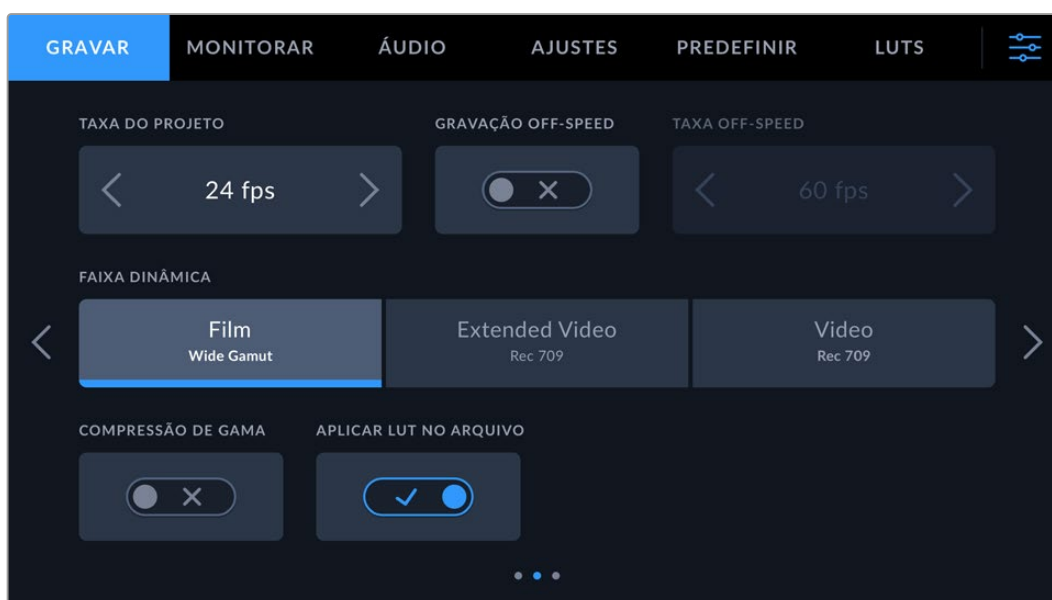 GRAVAR MONITORAR ÁUDIO AJUSTES PREDEFINIR LUTS
TAXA DO PROJETO GRAVAÇÃO OFF-SPEED TAXA OFF-SPEED
24 fps 60 fps
FAIXA DINÂMICA
Film Extended Video Video
Wide Gamut Rec 709 Rec 709
COMPRESSÃO DE GAMA APLICAR LUT NO ARQUIVO